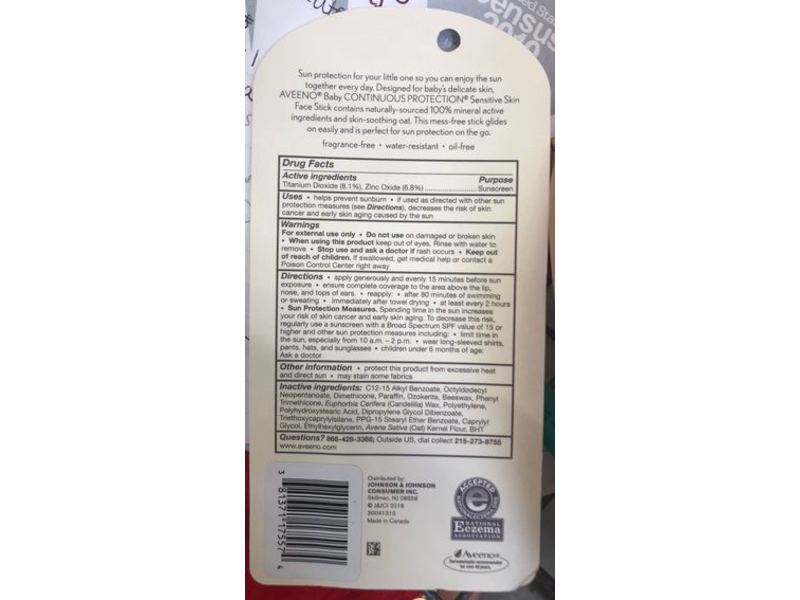 Sun protection for your little one so you can enjoy the sun
together every day. Designed for baby's delicate skin,
AVEENO® Baby CONTINUOUS PROTECTION® Sensitive Skin
Face Stick contains naturally-sourced 100% mineral active
ingredients and skin-soothing oat. This mess-free stick glides
on easily and is perfect for sun protection on the go.
fragrance-free • water-resistant • oil-free
Drug Facts
Active ingredients Purpose
Titanium Dioxide (8.1%), Zinc Oxide (6.8%) Sunscreen
Uses • helps prevent sunburn • if used as directed with other sun
protection measures (see Directions), decreases the risk of skin
cancer and early skin aging caused by the sun
Warnings
For external use only • Do not use on damaged or broken skin
• When using this product keep out of eyes. Rinse with water to
remove • Stop use and ask a doctor if rash occurs • Keep out
of reach of children. If swallowed, get medical help or contact a
Poison Control Center right away
Directions • apply generously and evenly 15 minutes before sun
exposure • ensure complete coverage to the area above the lip,
nose, and tops of ears. • reapply: • after 80 minutes of swimming
or sweating • immediately after towel drying • at least every 2 hours
• Sun Protection Measures. Spending time in the sun increases
your risk of skin cancer and early skin aging. To decrease this risk,
regularly use a sunscreen with a Broad Spectrum SPF value of 15 or
higher and other sun protection measures including: • limit time in
the sun, especially from 10 a.m. – 2 p.m. • wear long-sleeved shirts,
pants, hats, and sunglasses • children under 6 months of age:
Ask a doctor
Other information • protect this product from excessive heat
and direct sun • may stain some fabrics
Inactive ingredients: C12-15 Alkyl Benzoate, Octyldodecyl
Neopentanoate, Dimethicone, Paraffin, Ozokerite, Beeswax, Phenyl
Trimethicone, Euphorbia Cerifera (Candelilla) Wax, Polyethylene,
Polyhydroxystearic Acid, Dipropylene Glycol Dibenzoate,
Triethoxycaprylylsilane, PPG-15 Stearyl Ether Benzoate, Caprylyl
Glycol, Ethylhexylglycerin, Avena Sativa (Oat) Kernel Flour, BHT
Questions? 866-428-3366; Outside US, dial collect 215-273-8755
www.aveeno.com
Distributed by:
JOHNSON & JOHNSON
CONSUMER INC.
Skillman, NJ 08558
© J&JCI 2018
30041315
Made in Canada
3 81371 17557 4
ACCEPTED
NATIONAL
Eczema
ASSOCIATION
Aveeno®
Dermatologist recommended